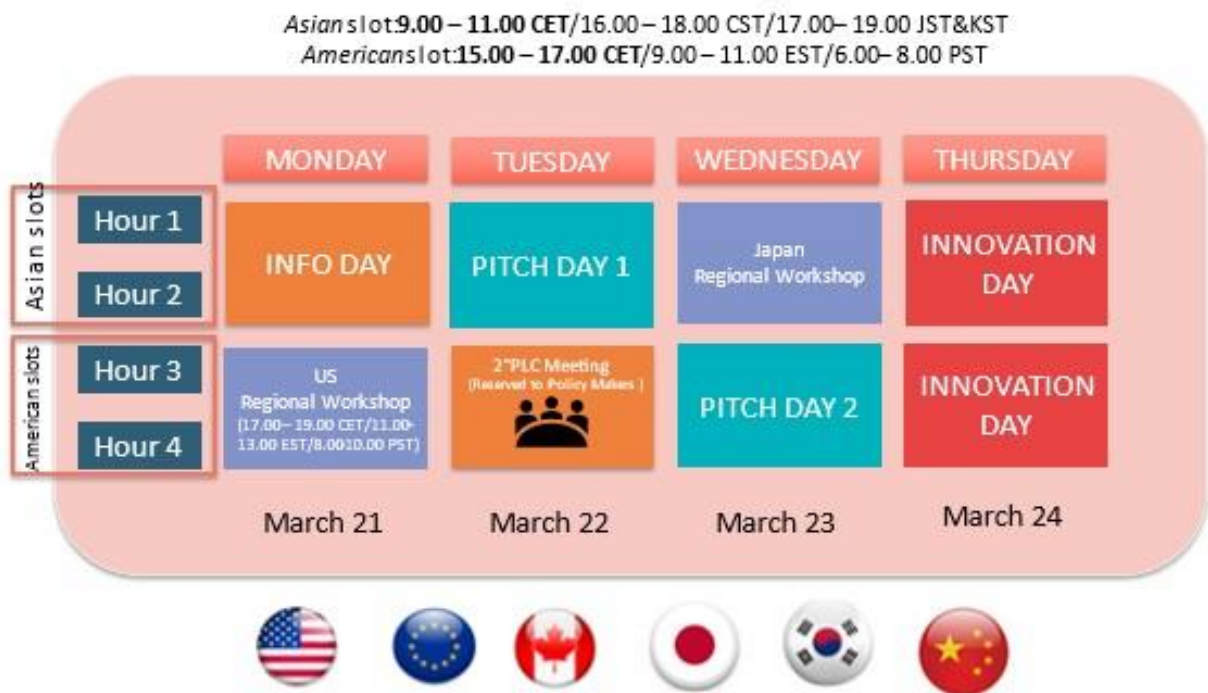 Asian slot:9.00 – 11.00 CET/16.00 – 18.00 CST/17.00– 19.00 JST&KST
American slot:15.00 – 17.00 CET/9.00 – 11.00 EST/6.00– 8.00 PST
MONDAY
TUESDAY
WEDNESDAY
THURSDAY
Asian slots
Hour 1
Hour 2
INFO DAY
PITCH DAY 1
Japan
Regional Workshop
INNOVATION
DAY
American slots
Hour 3
Hour 4
US
Regional Workshop
(17.00– 19.00 CET/11.00-
13.00 EST/8.0010.00 PST)
2°PLC Meeting
(Reserved to Policy Makers )
PITCH DAY 2
INNOVATION
DAY
March 21
March 22
March 23
March 24